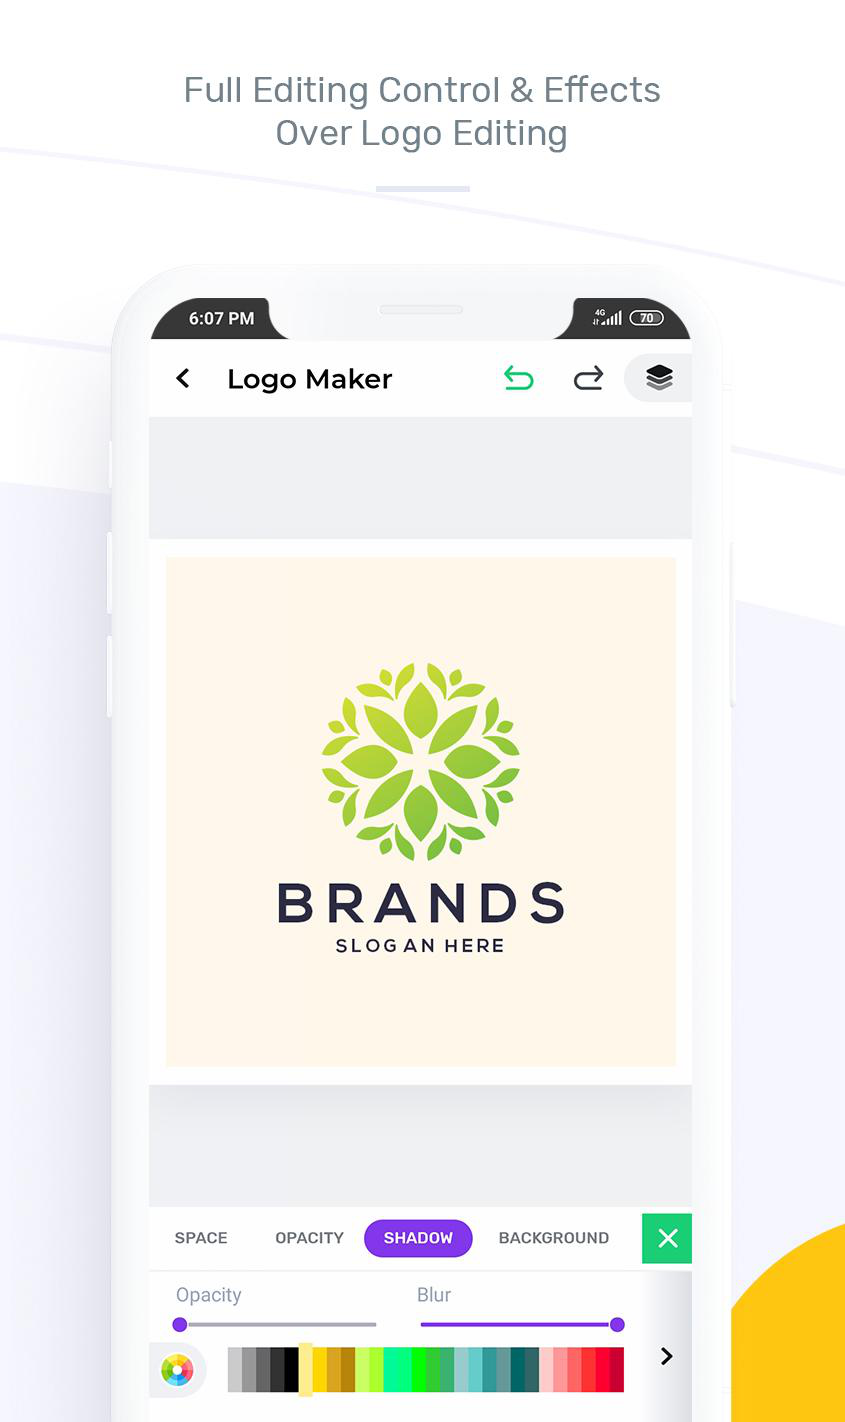 Full Editing Control & Effects
Over Logo Editing
6:07 PM
4G
70
Logo Maker
BRANDS
SLOGAN HERE
SPACE OPACITY SHADOW BACKGROUND
Opacity Blur